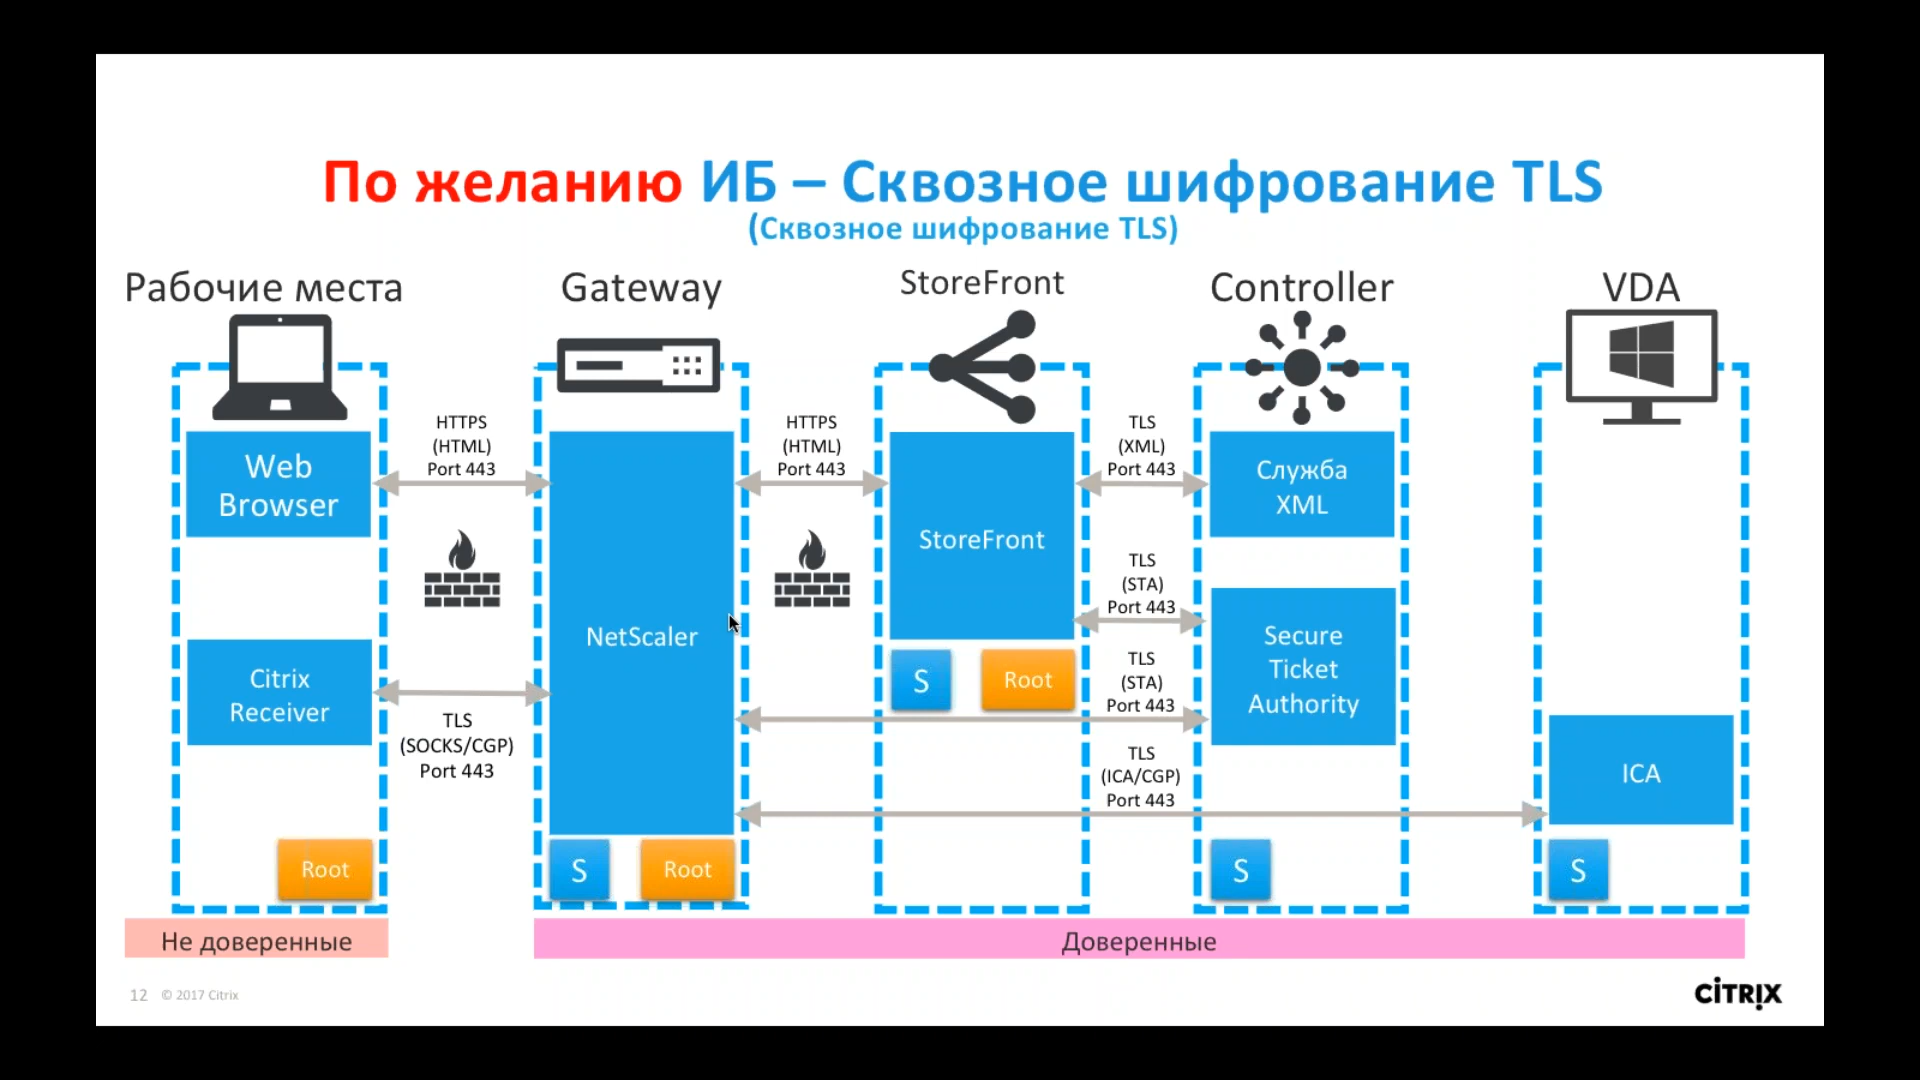 По желанию ИБ – Сквозное шифрование TLS
(Сквозное шифрование TLS)
Рабочие места
Gateway
StoreFront
Controller
VDA
HTTPS
(HTML)
Port 443
HTTPS
(HTML)
Port 443
TLS
(XML)
Port 443
Web
Browser
Служба
XML
StoreFront
TLS
(STA)
Port 443
NetScaler
Secure
Ticket
Authority
Citrix
Receiver
S
Root
TLS
(STA)
Port 443
TLS
(SOCKS/CGP)
Port 443
TLS
(ICA/CGP)
Port 443
ICA
Root
S
Root
S
S
Не доверенные
Доверенные
12 © 2017 Citrix
CİTRIX